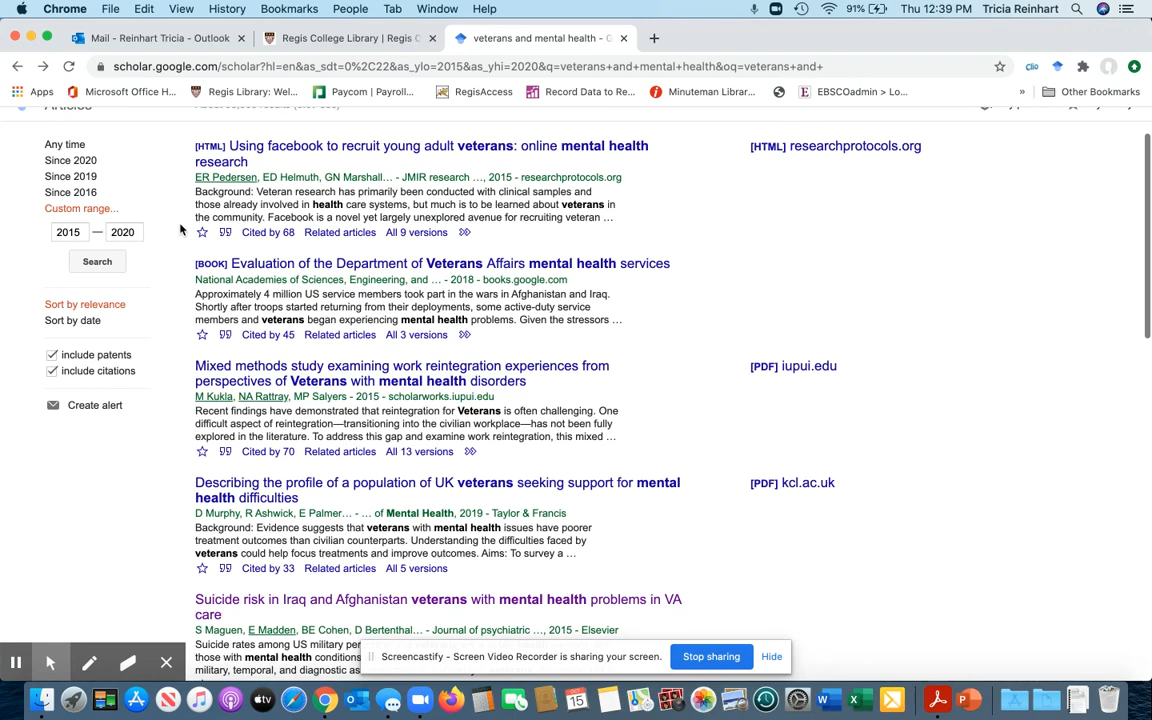 Chrome File Edit View History Bookmarks People Tab Window Help 91% Thu 12:39 PM Tricia Reinhart
Mail - Reinhart Tricia - Outlook
Regis College Library | Regis C
veterans and mental health - G
scholar.google.com/scholar?hl=en&as_sdt=0%2C22&as_ylo=2015&as_yhi=2020&q=veterans+and+mental+health&oq=veterans+and+
Clio
Apps Microsoft Office H... Regis Library: Wel... Paycom | Payroll... RegisAccess Record Data to Re... Minuteman Librar... EBSCOadmin > Lo... » Other Bookmarks
Any time
Since 2020
Since 2019
Since 2016
Custom range...
2015 — 2020
Search
Sort by relevance
Sort by date
include patents
include citations
Create alert
[HTML] Using facebook to recruit young adult veterans: online mental health
research
ER Pedersen, ED Helmuth, GN Marshall... - JMIR research ..., 2015 - researchprotocols.org
Background: Veteran research has primarily been conducted with clinical samples and
those already involved in health care systems, but much is to be learned about veterans in
the community. Facebook is a novel yet largely unexplored avenue for recruiting veteran ...
Cited by 68 Related articles All 9 versions
[HTML] researchprotocols.org
[BOOK] Evaluation of the Department of Veterans Affairs mental health services
National Academies of Sciences, Engineering, and ... - 2018 - books.google.com
Approximately 4 million US service members took part in the wars in Afghanistan and Iraq.
Shortly after troops started returning from their deployments, some active-duty service
members and veterans began experiencing mental health problems. Given the stressors ...
Cited by 45 Related articles All 3 versions
Mixed methods study examining work reintegration experiences from
perspectives of Veterans with mental health disorders
M Kukla, NA Rattray, MP Salyers - 2015 - scholarworks.iupui.edu
Recent findings have demonstrated that reintegration for Veterans is often challenging. One
difficult aspect of reintegration—transitioning into the civilian workplace—has not been fully
explored in the literature. To address this gap and examine work reintegration, this mixed ...
Cited by 70 Related articles All 13 versions
[PDF] iupui.edu
Describing the profile of a population of UK veterans seeking support for mental
health difficulties
D Murphy, R Ashwick, E Palmer... - ... of Mental Health, 2019 - Taylor & Francis
Background: Evidence suggests that veterans with mental health issues have poorer
treatment outcomes than civilian counterparts. Understanding the difficulties faced by
veterans could help focus treatments and improve outcomes. Aims: To survey a ...
Cited by 33 Related articles All 5 versions
[PDF] kcl.ac.uk
Suicide risk in Iraq and Afghanistan veterans with mental health problems in VA
care
S Maguen, E Madden, BE Cohen, D Bertenthal... - Journal of psychiatric ..., 2015 - Elsevier
Suicide rates among US military per
those with mental health conditions
military, temporal, and diagnostic as
Screencastify - Screen Video Recorder is sharing your screen. Stop sharing Hide